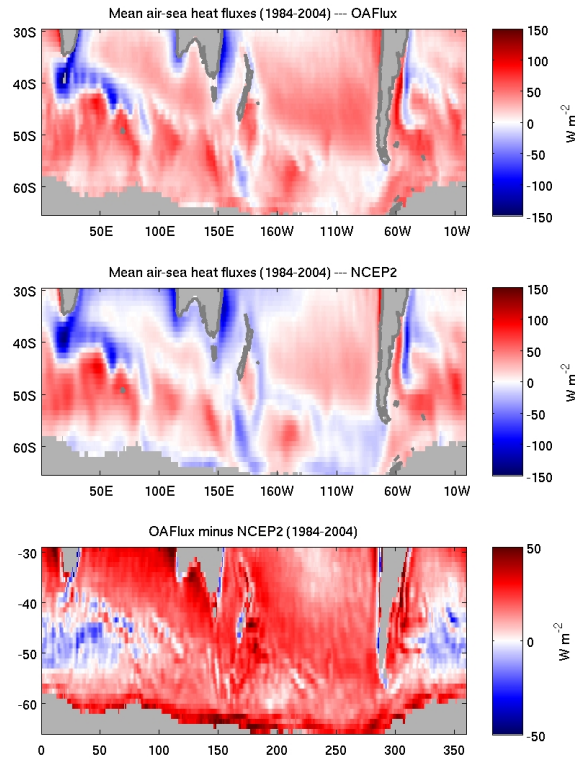 Mean air-sea heat fluxes (1984-2004) --- OAFlux
30S
40S
50S
60S
50E 100E 150E 160W 110W 60W 10W
150
100
50
0
-50
-100
-150
W m-2
Mean air-sea heat fluxes (1984-2004) --- NCEP2
30S
40S
50S
60S
50E 100E 150E 160W 110W 60W 10W
150
100
50
0
-50
-100
-150
W m-2
OAFlux minus NCEP2 (1984-2004)
-30
-40
-50
-60
0 50 100 150 200 250 300 350
50
0
-50
W m-2